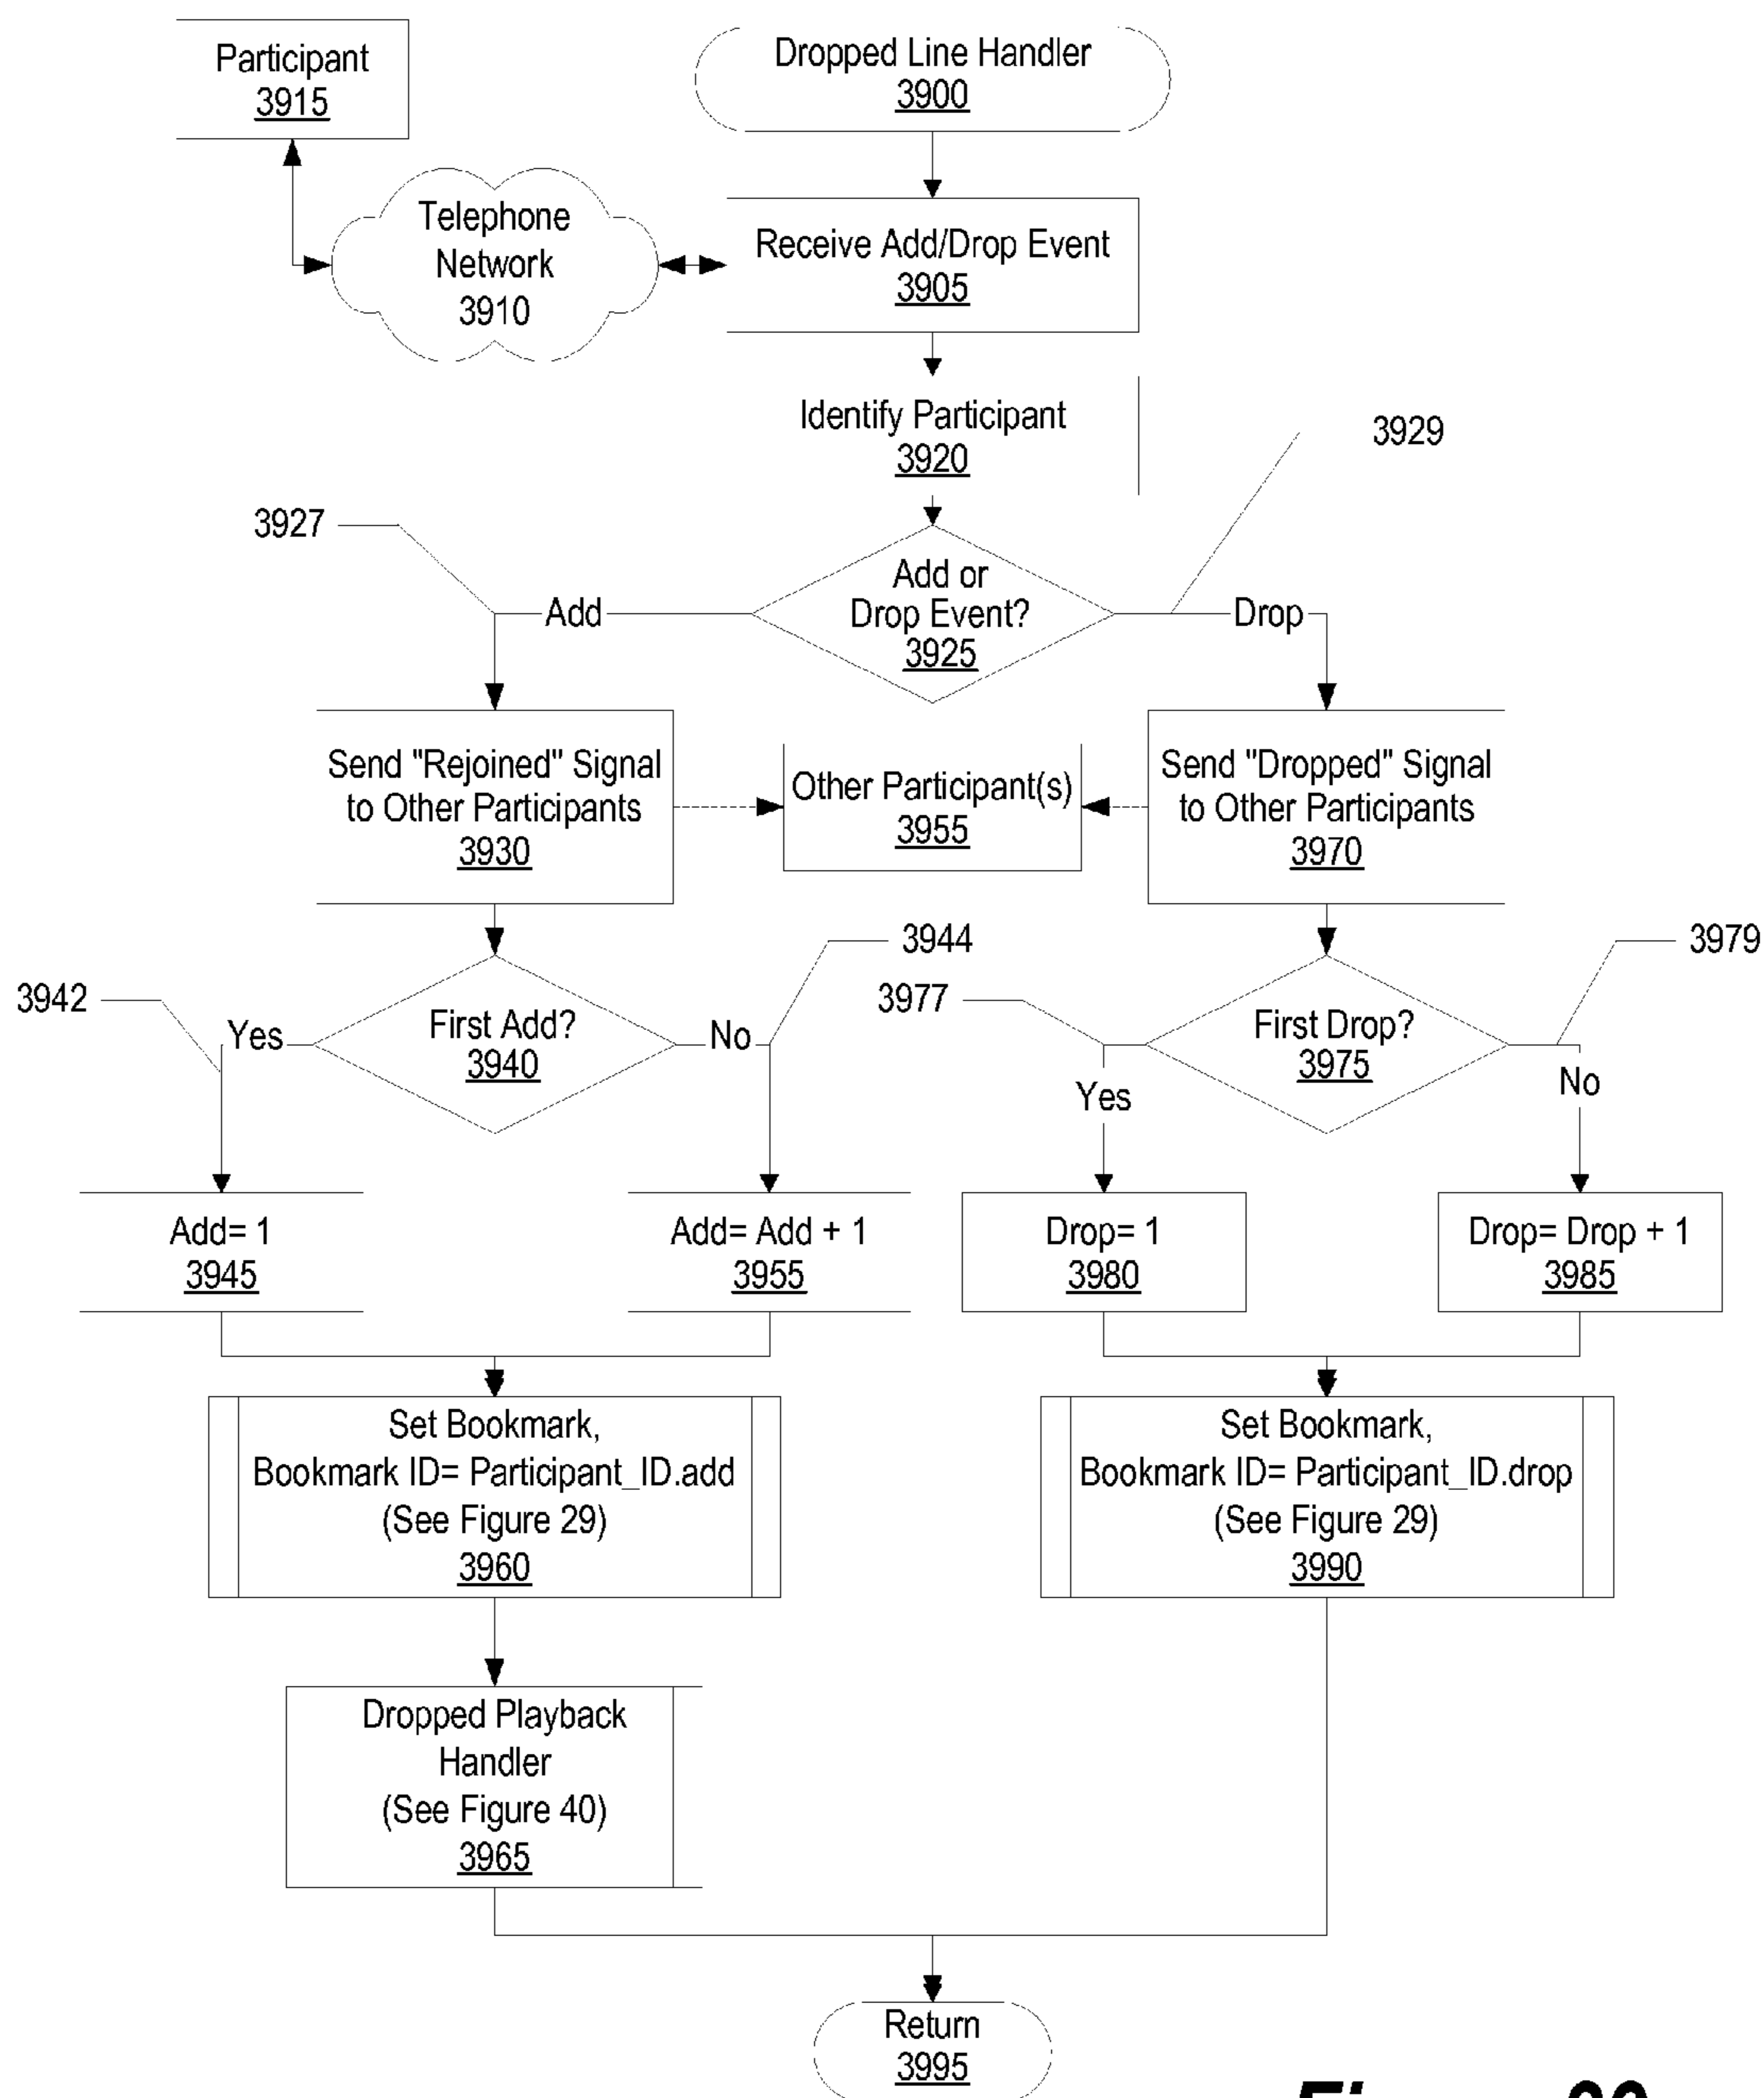 Participant
3915
Dropped Line Handler
3900
Telephone
Network
3910
Receive Add/Drop Event
3905
Identify Participant
3920
3929
3927
Add or
Drop Event?
3925
Add
Drop
Send "Rejoined" Signal
to Other Participants
3930
Other Participant(s)
3955
Send "Dropped" Signal
to Other Participants
3970
3944
3979
3942
3977
Yes
First Add?
3940
No
Yes
First Drop?
3975
No
Add= 1
3945
Add= Add + 1
3955
Drop= 1
3980
Drop= Drop + 1
3985
Set Bookmark,
Bookmark ID= Participant_ID.add
(See Figure 29)
3960
Set Bookmark,
Bookmark ID= Participant_ID.drop
(See Figure 29)
3990
Dropped Playback
Handler
(See Figure 40)
3965
Return
3995